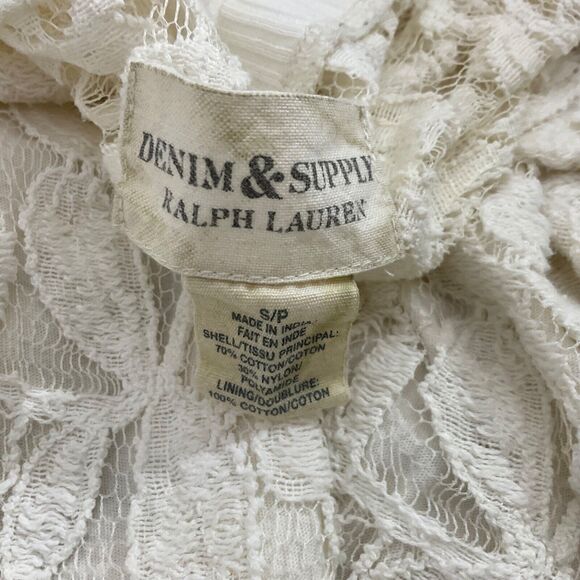 DENIM & SUPPLY
RALPH LAUREN
S/P
MADE IN INDIA
FAIT EN INDE
SHELL/TISSU PRINCIPAL:
70% COTTON/COTON
30% NYLON/
POLYAMIDE
LINING/DOUBLURE:
100% COTTON/COTON